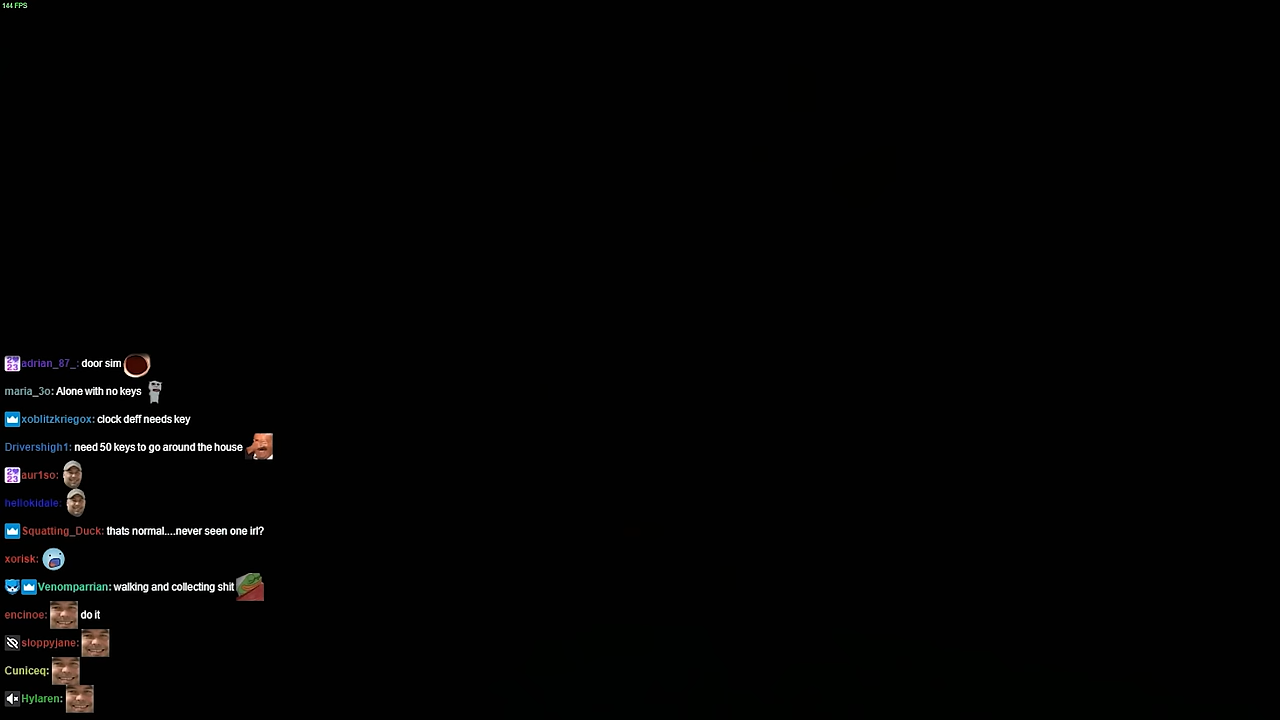 144 FPS
adrian_87_: door sim
maria_3o: Alone with no keys
xoblitzkriegox: clock deff needs key
Drivershigh1: need 50 keys to go around the house
aur1so:
hellokidale:
Squatting_Duck: thats normal....never seen one irl?
xorisk:
Venomparrian: walking and collecting shit
encinoe: do it
sloppyjane:
Cuniceq:
Hylaren: